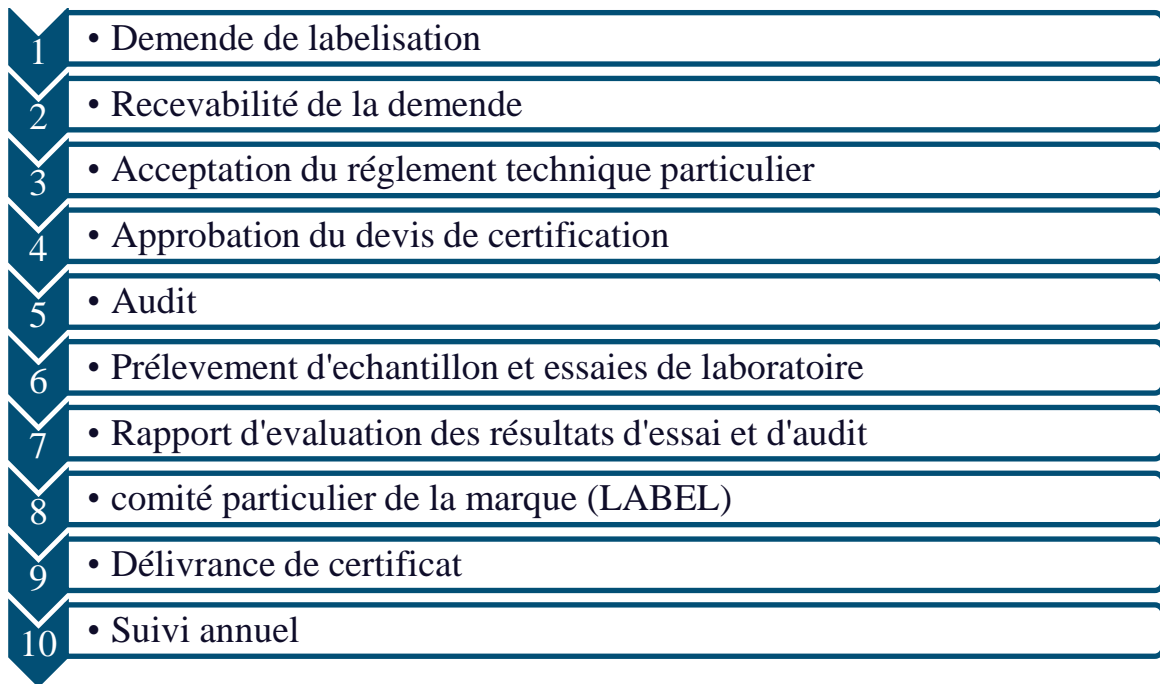 1 • Demende de labelisation
2 • Recevabilité de la demende
3 • Acceptation du réglement technique particulier
4 • Approbation du devis de certification
5 • Audit
6 • Prélevement d'echantillon et essaies de laboratoire
7 • Rapport d'evaluation des résultats d'essai et d'audit
8 • comité particulier de la marque (LABEL)
9 • Délivrance de certificat
10 • Suivi annuel